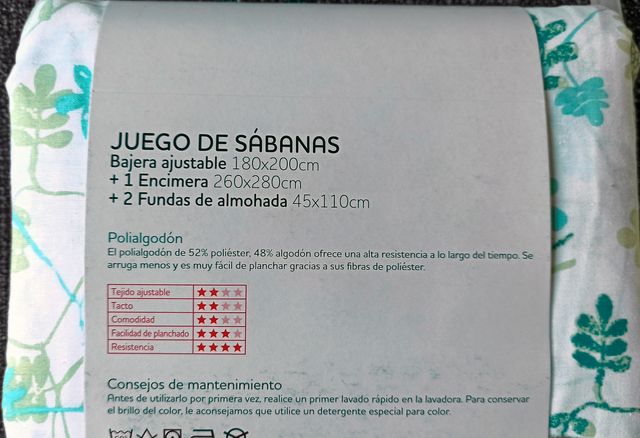 JUEGO DE SÁBANAS
Bajera ajustable 180x200cm
+ 1 Encimera 260x280cm
+ 2 Fundas de almohada 45x110cm
Polialgodón
El polialgodón de 52% poliéster, 48% algodón ofrece una alta resistencia a lo largo del tiempo. Se
arruga menos y es muy fácil de planchar gracias a sus fibras de poliéster.
Tejido ajustable
Tacto
Comodidad
Facilidad de planchado
Resistencia
Consejos de mantenimiento
Antes de utilizarlo por primera vez, realice un primer lavado rápido en la lavadora. Para conservar
el brillo del color, le aconsejamos que utilice un detergente especial para color.